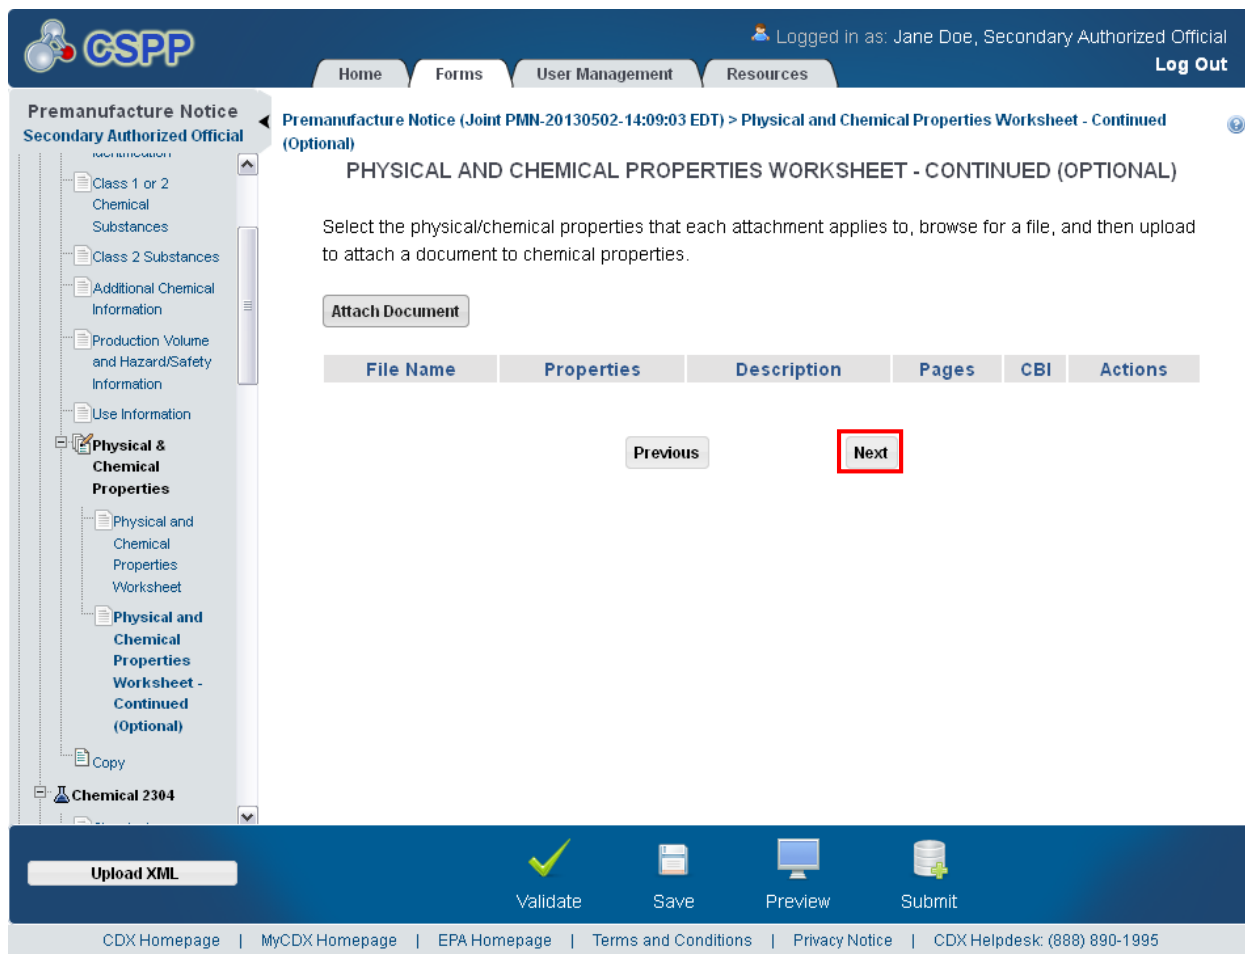 CSPP
Logged in as: Jane Doe, Secondary Authorized Official
Log Out
Home
Forms
User Management
Resources
Premanufacture Notice
Secondary Authorized Official
Class 1 or 2
Chemical
Substances
Class 2 Substances
Additional Chemical
Information
Production Volume
and Hazard/Safety
Information
Use Information
Physical &
Chemical
Properties
Physical and
Chemical
Properties
Worksheet
Physical and
Chemical
Properties
Worksheet -
Continued
(Optional)
Copy
Chemical 2304
Premanufacture Notice (Joint PMN-20130502-14:09:03 EDT) > Physical and Chemical Properties Worksheet - Continued
(Optional)
PHYSICAL AND CHEMICAL PROPERTIES WORKSHEET - CONTINUED (OPTIONAL)
Select the physical/chemical properties that each attachment applies to, browse for a file, and then upload
to attach a document to chemical properties.
Attach Document
File Name Properties Description Pages CBI Actions
Previous
Next
Upload XML
Validate
Save
Preview
Submit
CDX Homepage | MyCDX Homepage | EPA Homepage | Terms and Conditions | Privacy Notice | CDX Helpdesk: (888) 890-1995